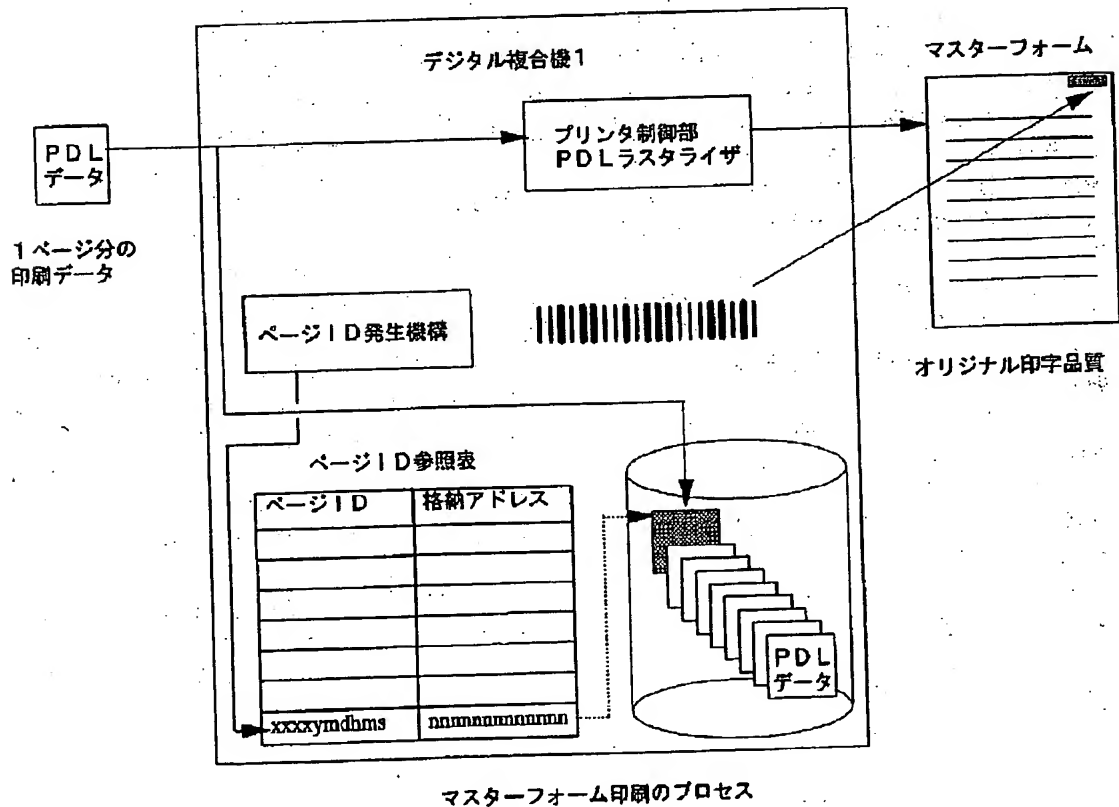 デジタル複合機1
マスターフォーム
PDL
データ
プリンタ制御部
PDLラスタライザ
1ページ分の
印刷データ
ページID発生機構
オリジナル印字品質
ページID参照表
ページID 格納アドレス
PDL
データ
xxxxymdhms nnnnnnnnnnnnn
マスターフォーム印刷のプロセス